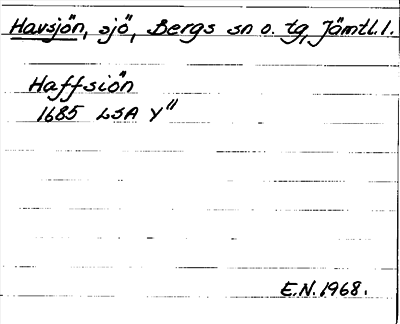 Havsjön, sjö, Bergs sn o. tg, Jämtl. l.
Haffsiön
1685 LSA Y"
E.N. 1968.